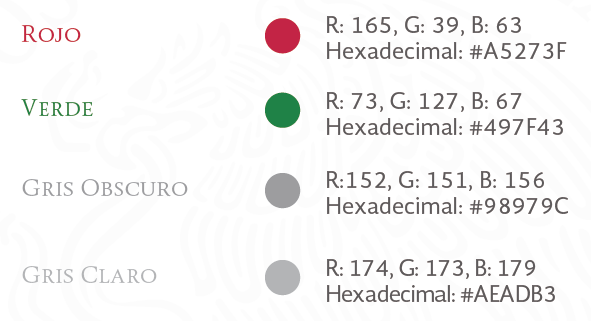 Rojo
R: 165, G: 39, B: 63
Hexadecimal: #A5273F
Verde
R: 73, G: 127, B: 67
Hexadecimal: #497F43
Gris Obscuro
R:152, G: 151, B: 156
Hexadecimal: #98979C
Gris Claro
R: 174, G: 173, B: 179
Hexadecimal: #AEADB3